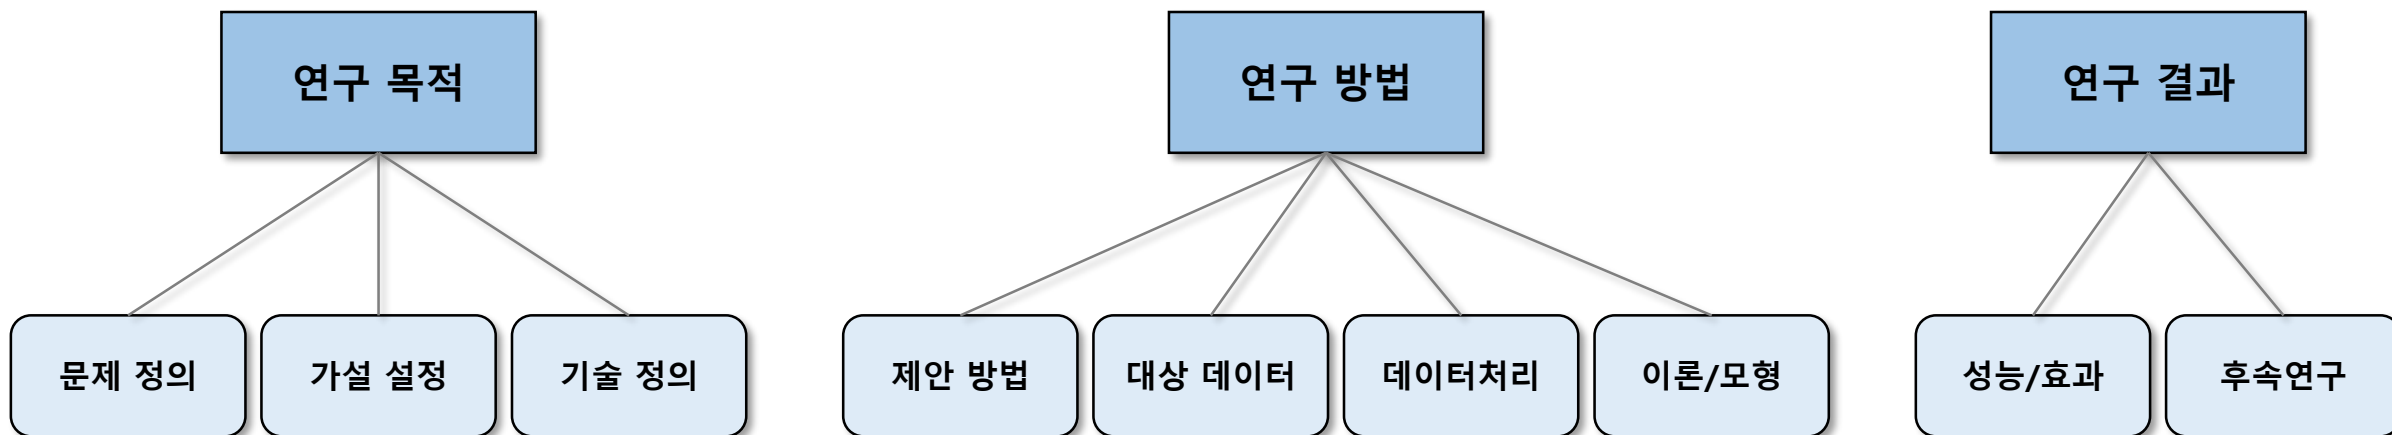 연구 목적
연구 방법
연구 결과
문제 정의
가설 설정
기술 정의
제안 방법
대상 데이터
데이터처리
이론/모형
성능/효과
후속연구